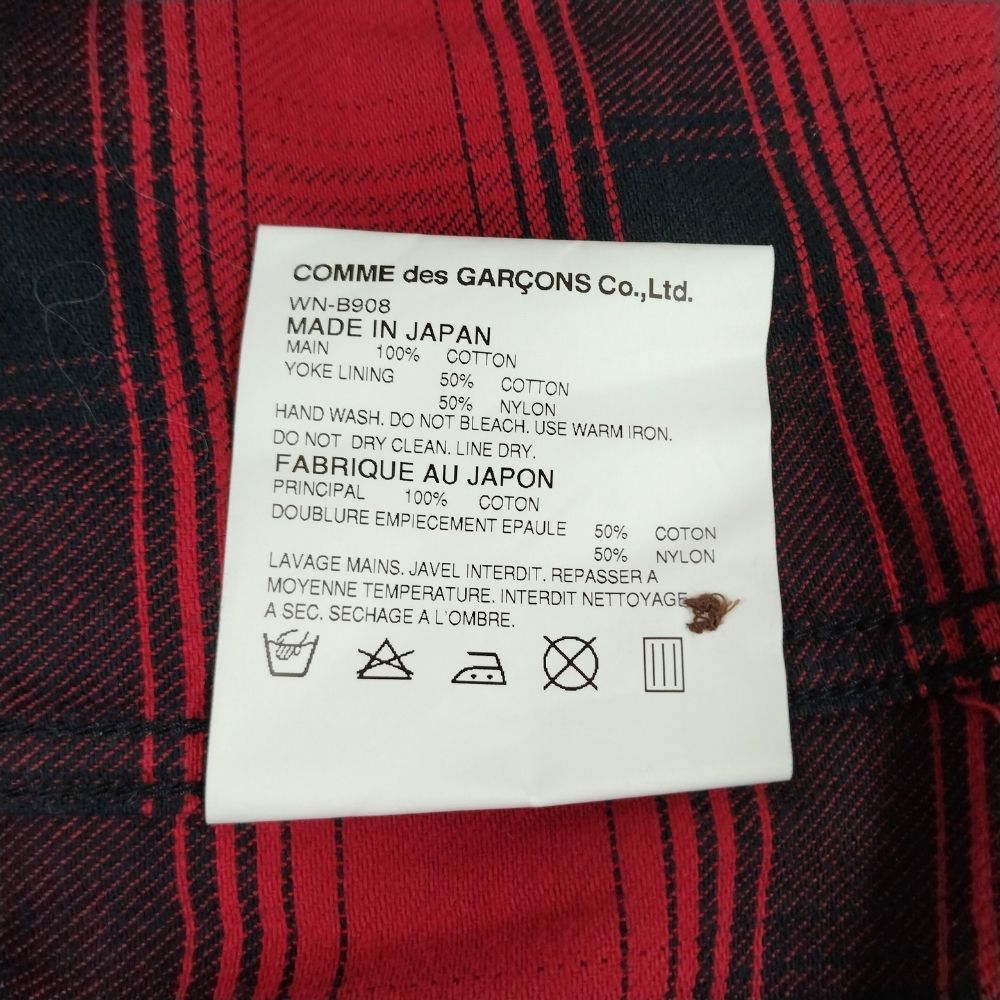 COMME des GARÇONS Co.,Ltd.
WN-B908
MADE IN JAPAN
MAIN 100% COTTON
YOKE LINING 50% COTTON
50% NYLON
HAND WASH. DO NOT BLEACH. USE WARM IRON.
DO NOT DRY CLEAN. LINE DRY.
FABRIQUE AU JAPON
PRINCIPAL 100% COTON
DOUBLURE EMPIECEMENT EPAULE 50% COTON
50% NYLON
LAVAGE MAINS. JAVEL INTERDIT. REPASSER A
MOYENNE TEMPERATURE. INTERDIT NETTOYAGE
A SEC. SECHAGE A L'OMBRE.